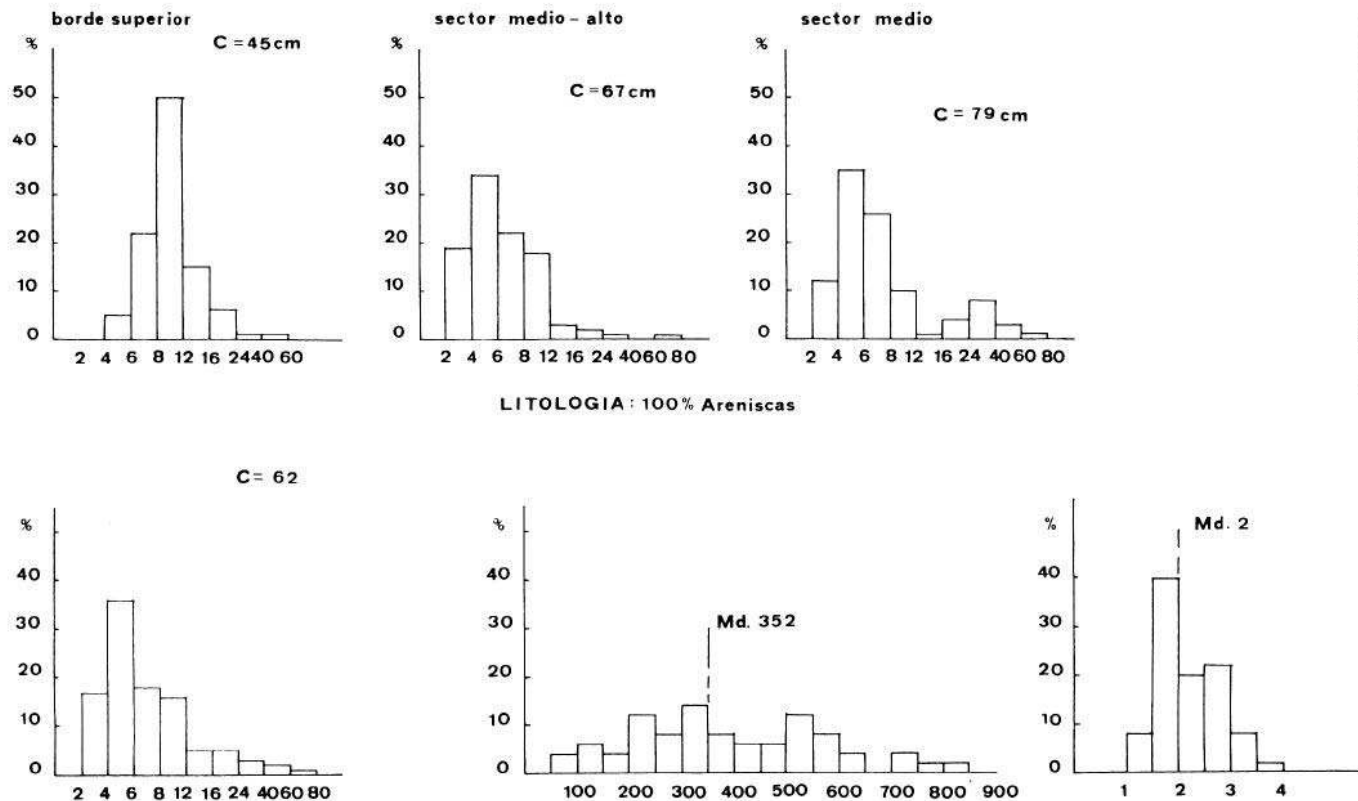 borde superior
sector medio - alto
sector medio
%
C = 45cm
50
40
30
20
10
0
2 4 6 8 12 16 24 40 60
%
C = 67cm
50
40
30
20
10
0
2 4 6 8 12 16 24 40 60 80
%
C = 79 cm
50
40
30
20
10
0
2 4 6 8 12 16 24 40 60 80
LITOLOGIA : 100% Areniscas
C = 62
%
40
30
20
10
0
2 4 6 8 12 16 24 40 60 80
%
Md. 352
40
30
20
10
0
100 200 300 400 500 600 700 800 900
%
Md. 2
40
30
20
10
0
1 2 3 4